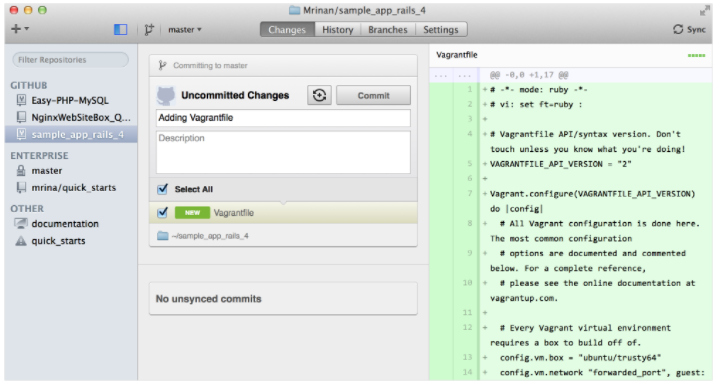 Mrinan/sample_app_rails_4
master
Changes
History
Branches
Settings
Sync
Filter Repositories
GITHUB
Easy-PHP-MySQL
NginxWebSiteBox_Q...
sample_app_rails_4
ENTERPRISE
master
mrina/quick_starts
OTHER
documentation
quick_starts
Committing to master
Uncommitted Changes
Commit
Adding Vagrantfile
Description
Select All
NEW Vagrantfile
~/sample_app_rails_4
No unsynced commits
Vagrantfile
... ... @@ -0,0 +1,17 @@
1 +# -*- mode: ruby -*-
2 +# vi: set ft=ruby :
3 +
4 +# Vagrantfile API/syntax version. Don't
touch unless you know what you're doing!
5 +VAGRANTFILE_API_VERSION = "2"
6 +
7 +Vagrant.configure(VAGRANTFILE_API_VERSION)
do |config|
8 + # All Vagrant configuration is done here.
The most common configuration
9 + # options are documented and commented
below. For a complete reference,
10 + # please see the online documentation at
vagrantup.com.
11 +
12 + # Every Vagrant virtual environment
requires a box to build off of.
13 + config.vm.box = "ubuntu/trusty64"
14 + config.vm.network "forwarded_port", guest: